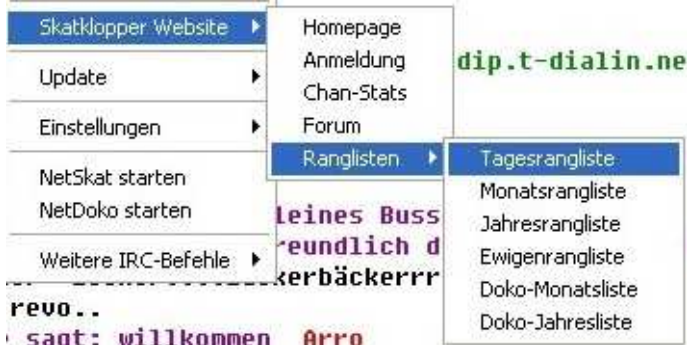 Skatklopper Website
Update
Einstellungen
NetSkat starten
NetDoko starten
Weitere IRC-Befehle
Homepage
Anmeldung
Chan-Stats
Forum
Ranglisten
Tagesrangliste
Monatsrangliste
Jahresrangliste
Ewigenrangliste
Doko-Monatsliste
Doko-Jahresliste
dip.t-dialin.ne
leines Buss
reundlich d
kerbäckerrr
revo..
sagt: willkommen Arro